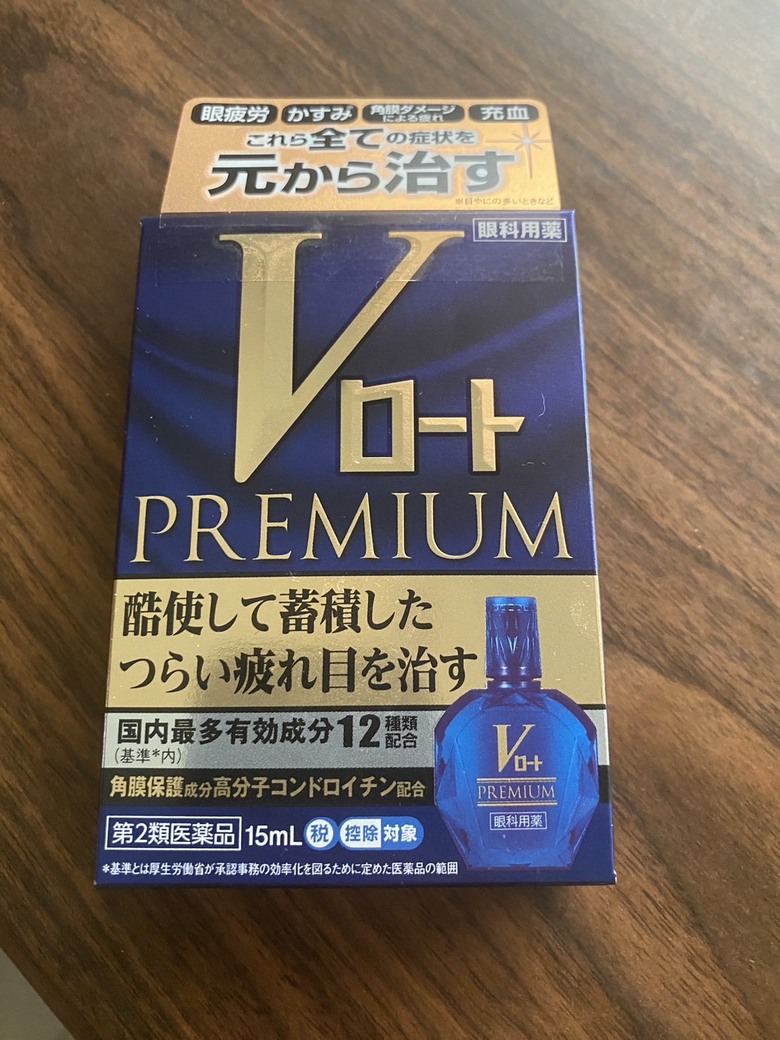 眼疲労 かすみ 角膜ダメージによる疲れ 充血
これら全ての症状を
元から治す
※目やにの多いときなど
眼科用薬
Vロート
PREMIUM
酷使して蓄積した
つらい疲れ目を治す
国内最多有効成分12種類配合
(基準*内)
角膜保護成分高分子コンドロイチン配合
第2類医薬品 15mL 税 控除対象
*基準とは厚生労働省が承認事務の効率化を図るために定めた医薬品の範囲
Vロート
PREMIUM
眼科用薬